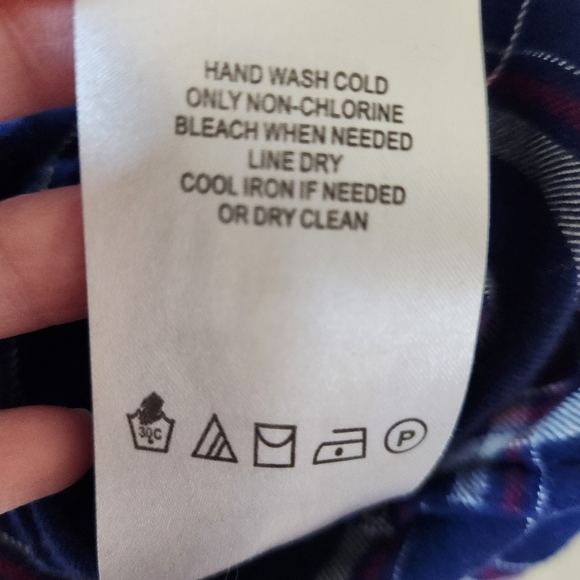 HAND WASH COLD
ONLY NON-CHLORINE
BLEACH WHEN NEEDED
LINE DRY
COOL IRON IF NEEDED
OR DRY CLEAN
30C P